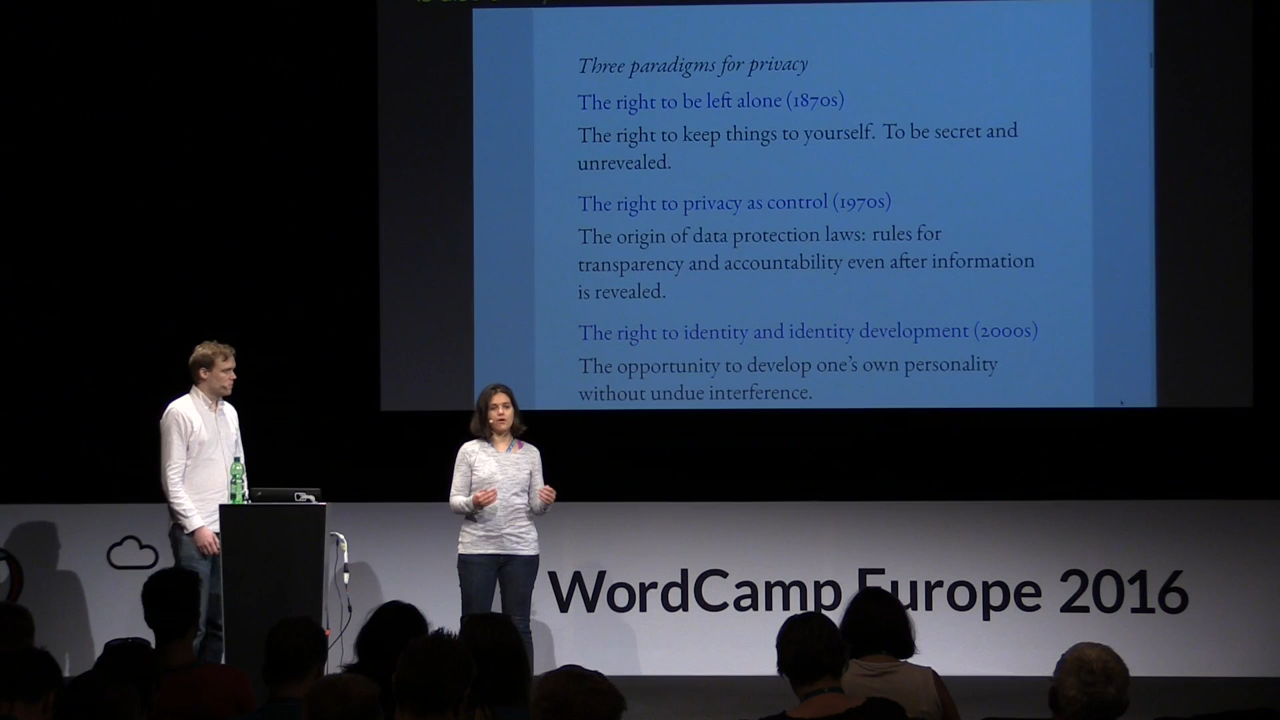 Three paradigms for privacy
The right to be left alone (1870s)
The right to keep things to yourself. To be secret and
unrevealed.
The right to privacy as control (1970s)
The origin of data protection laws: rules for
transparency and accountability even after information
is revealed.
The right to identity and identity development (2000s)
The opportunity to develop one's own personality
without undue interference.
WordCamp Europe 2016